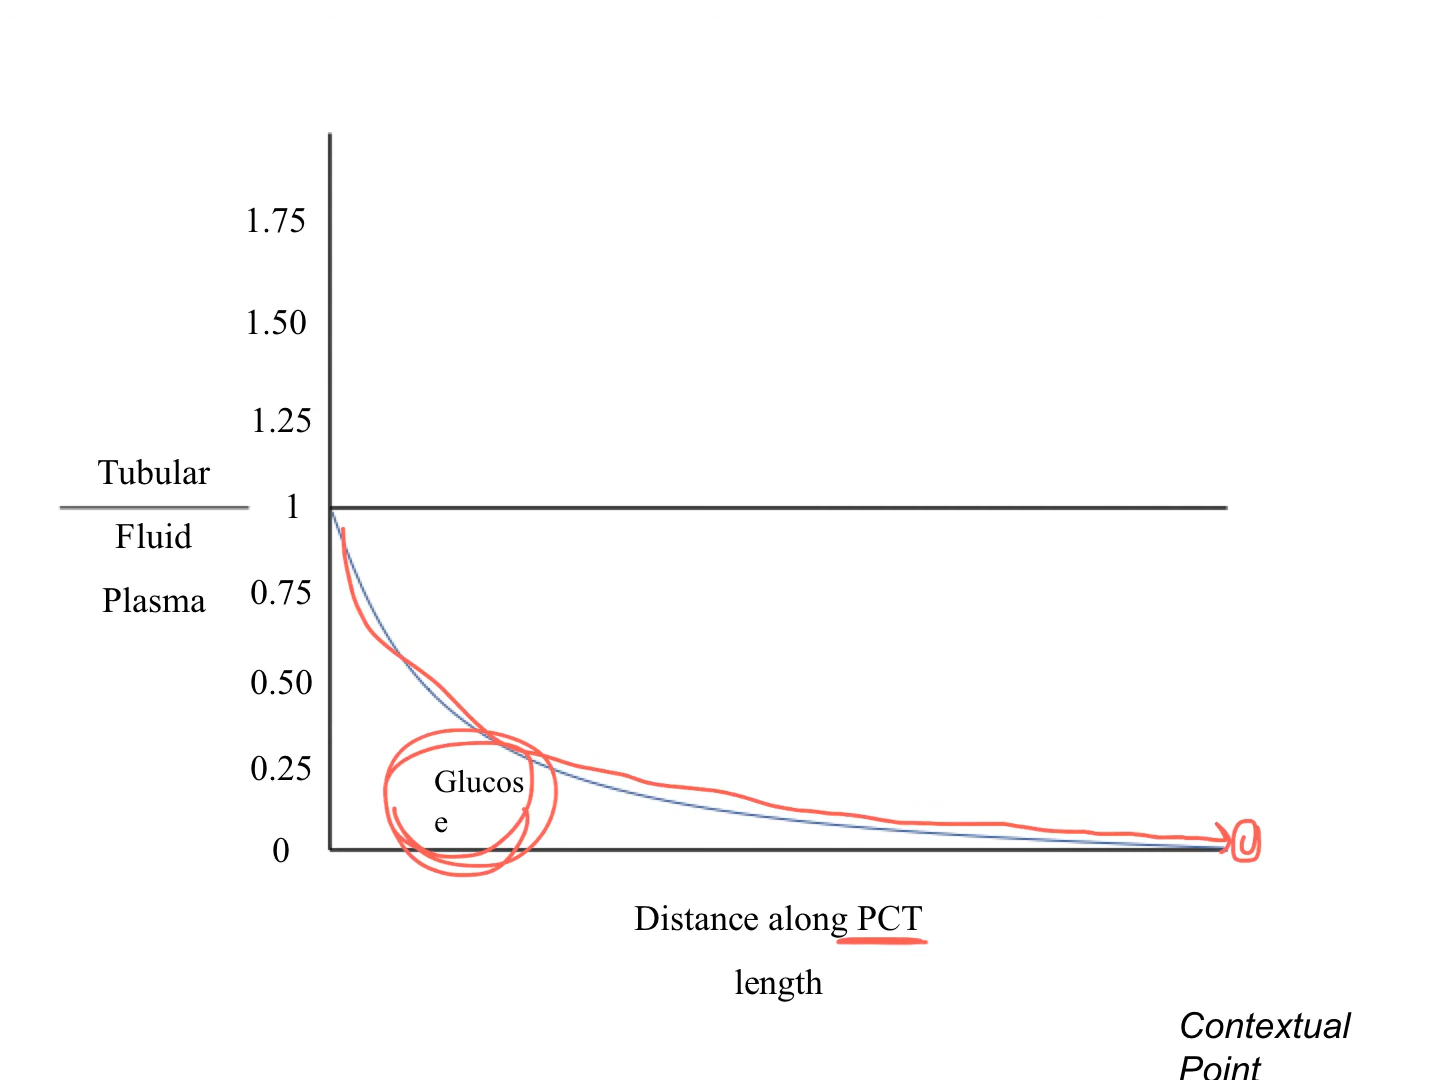 1.75
1.50
1.25
Tubular
1
Fluid
Plasma
0.75
0.50
0.25
Glucos
e
0
0
Distance along PCT
length
Contextual
Point